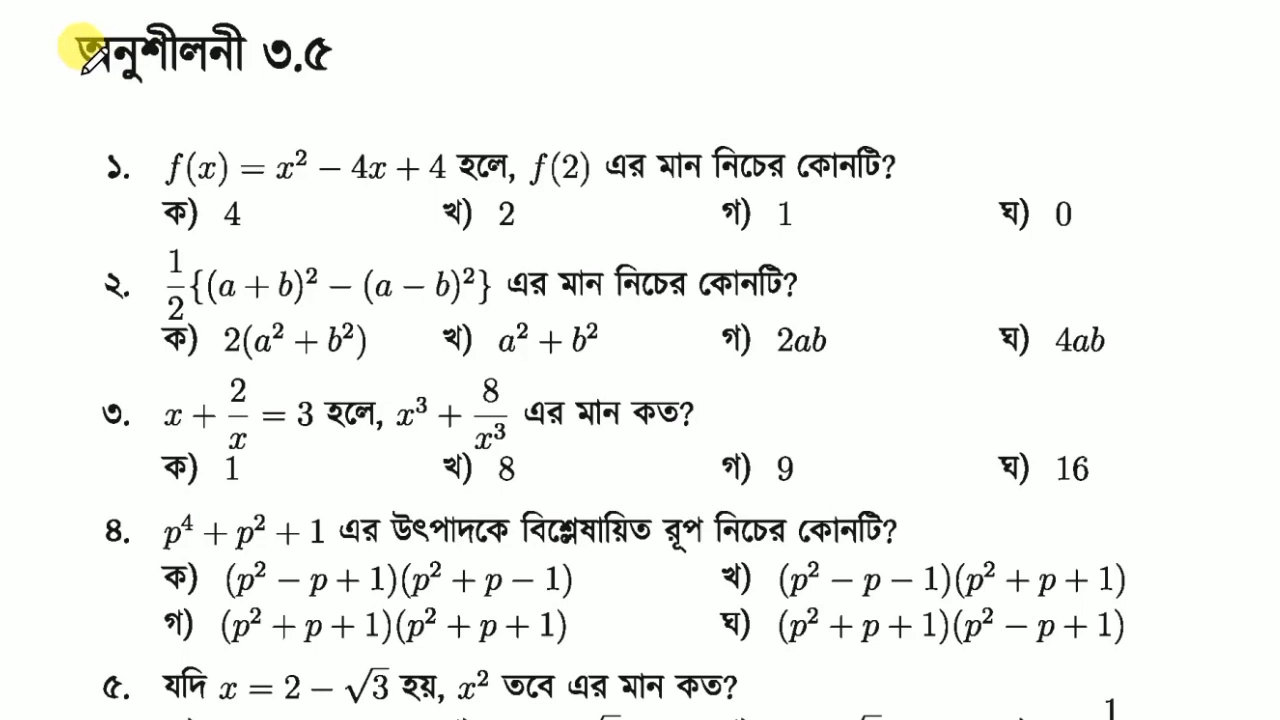 অনুশীলনী ৩.৫
১. f(x) = x² − 4x + 4 হলে, f(2) এর মান নিচের কোনটি?
ক) 4 খ) 2 গ) 1 ঘ) 0
২. 1/2{(a + b)² − (a − b)²} এর মান নিচের কোনটি?
ক) 2(a² + b²) খ) a² + b² গ) 2ab ঘ) 4ab
৩. x + 2/x = 3 হলে, x³ + 8/x³ এর মান কত?
ক) 1 খ) 8 গ) 9 ঘ) 16
৪. p⁴ + p² + 1 এর উৎপাদকে বিশ্লেষায়িত রূপ নিচের কোনটি?
ক) (p² − p + 1)(p² + p − 1) খ) (p² − p − 1)(p² + p + 1)
গ) (p² + p + 1)(p² + p + 1) ঘ) (p² + p + 1)(p² − p + 1)
৫. যদি x = 2 − √3 হয়, x² তবে এর মান কত?